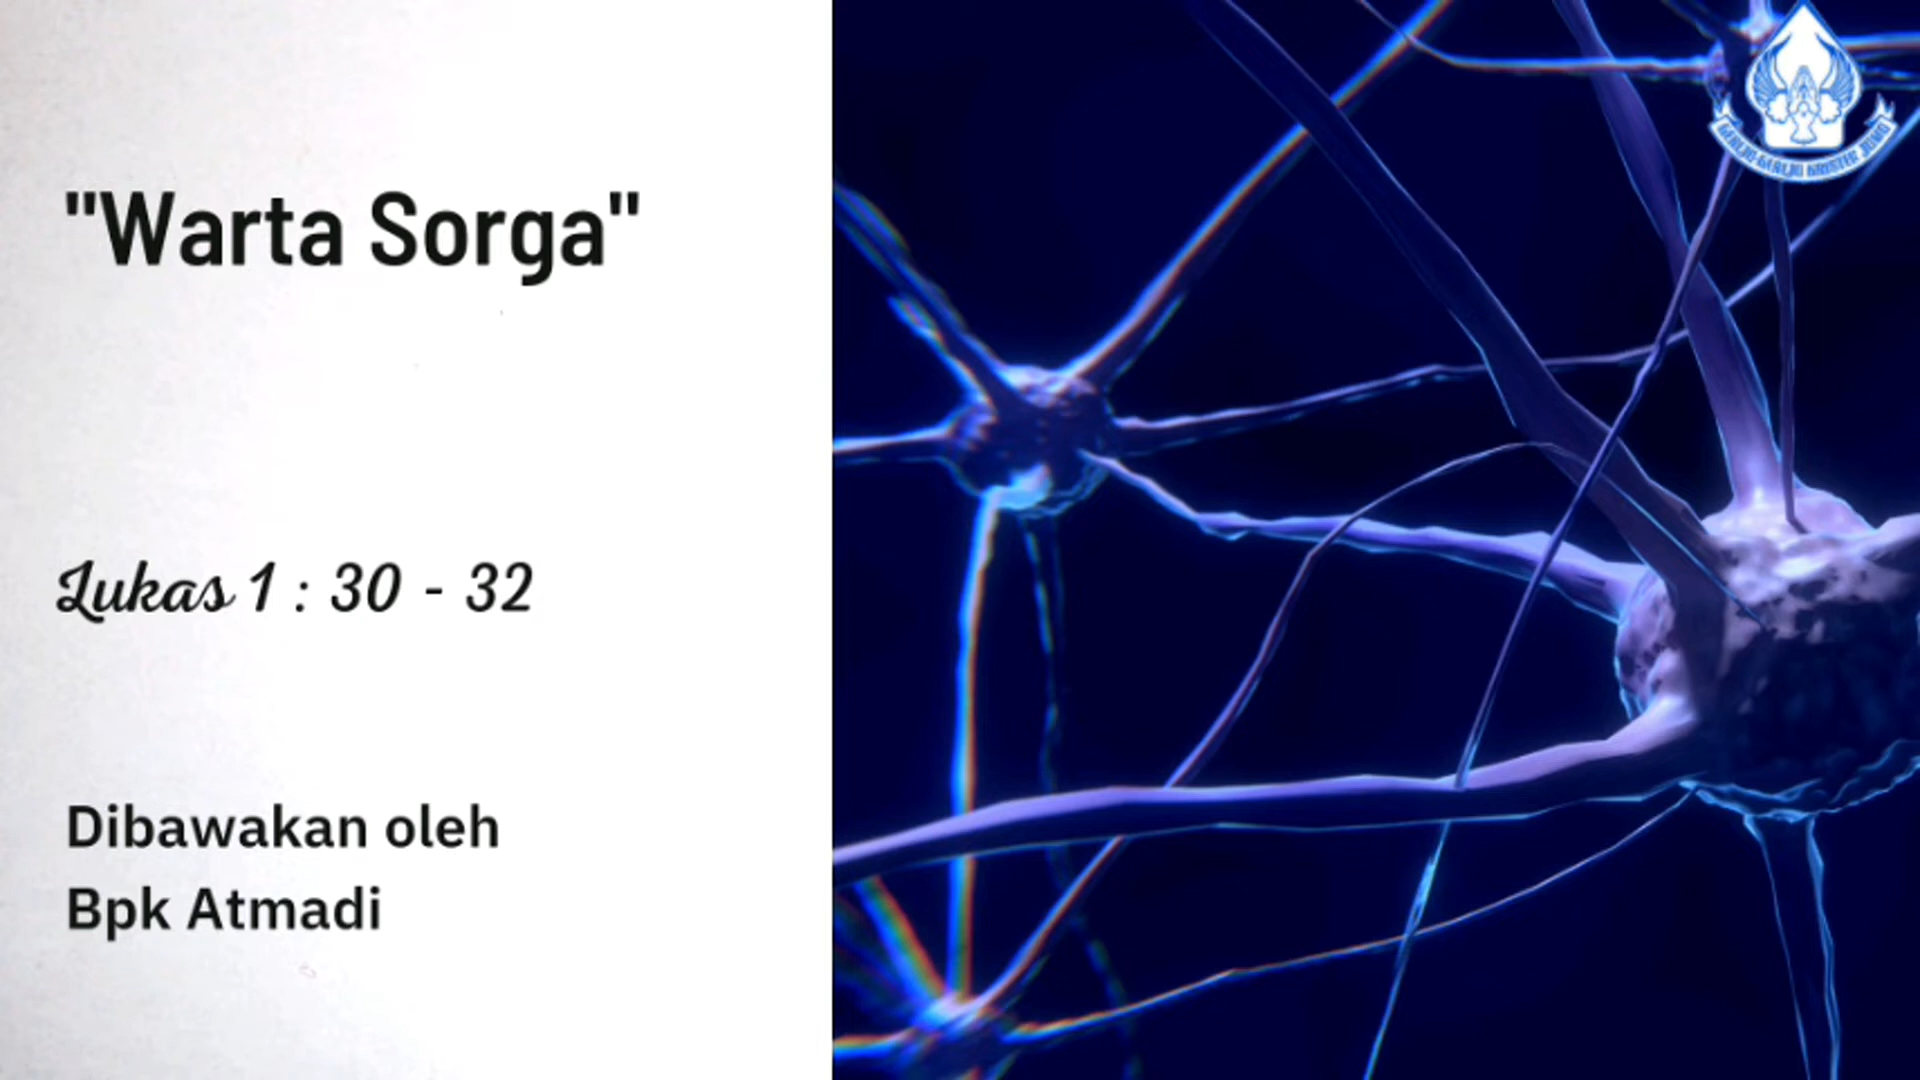 "Warta Sorga"
Lukas 1 : 30 - 32
Dibawakan oleh
Bpk Atmadi